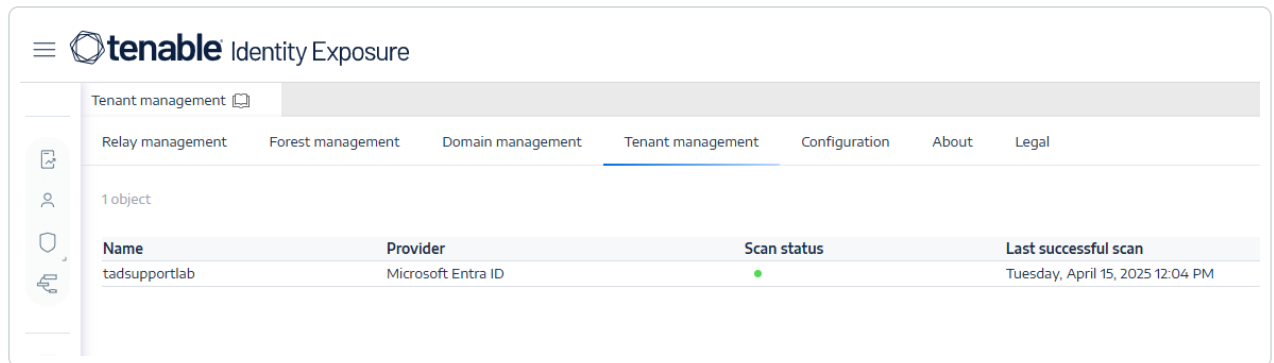 tenable Identity Exposure
Tenant management
Relay management Forest management Domain management Tenant management Configuration About Legal
1 object
Name Provider Scan status Last successful scan
tadsupportlab Microsoft Entra ID Tuesday, April 15, 2025 12:04 PM